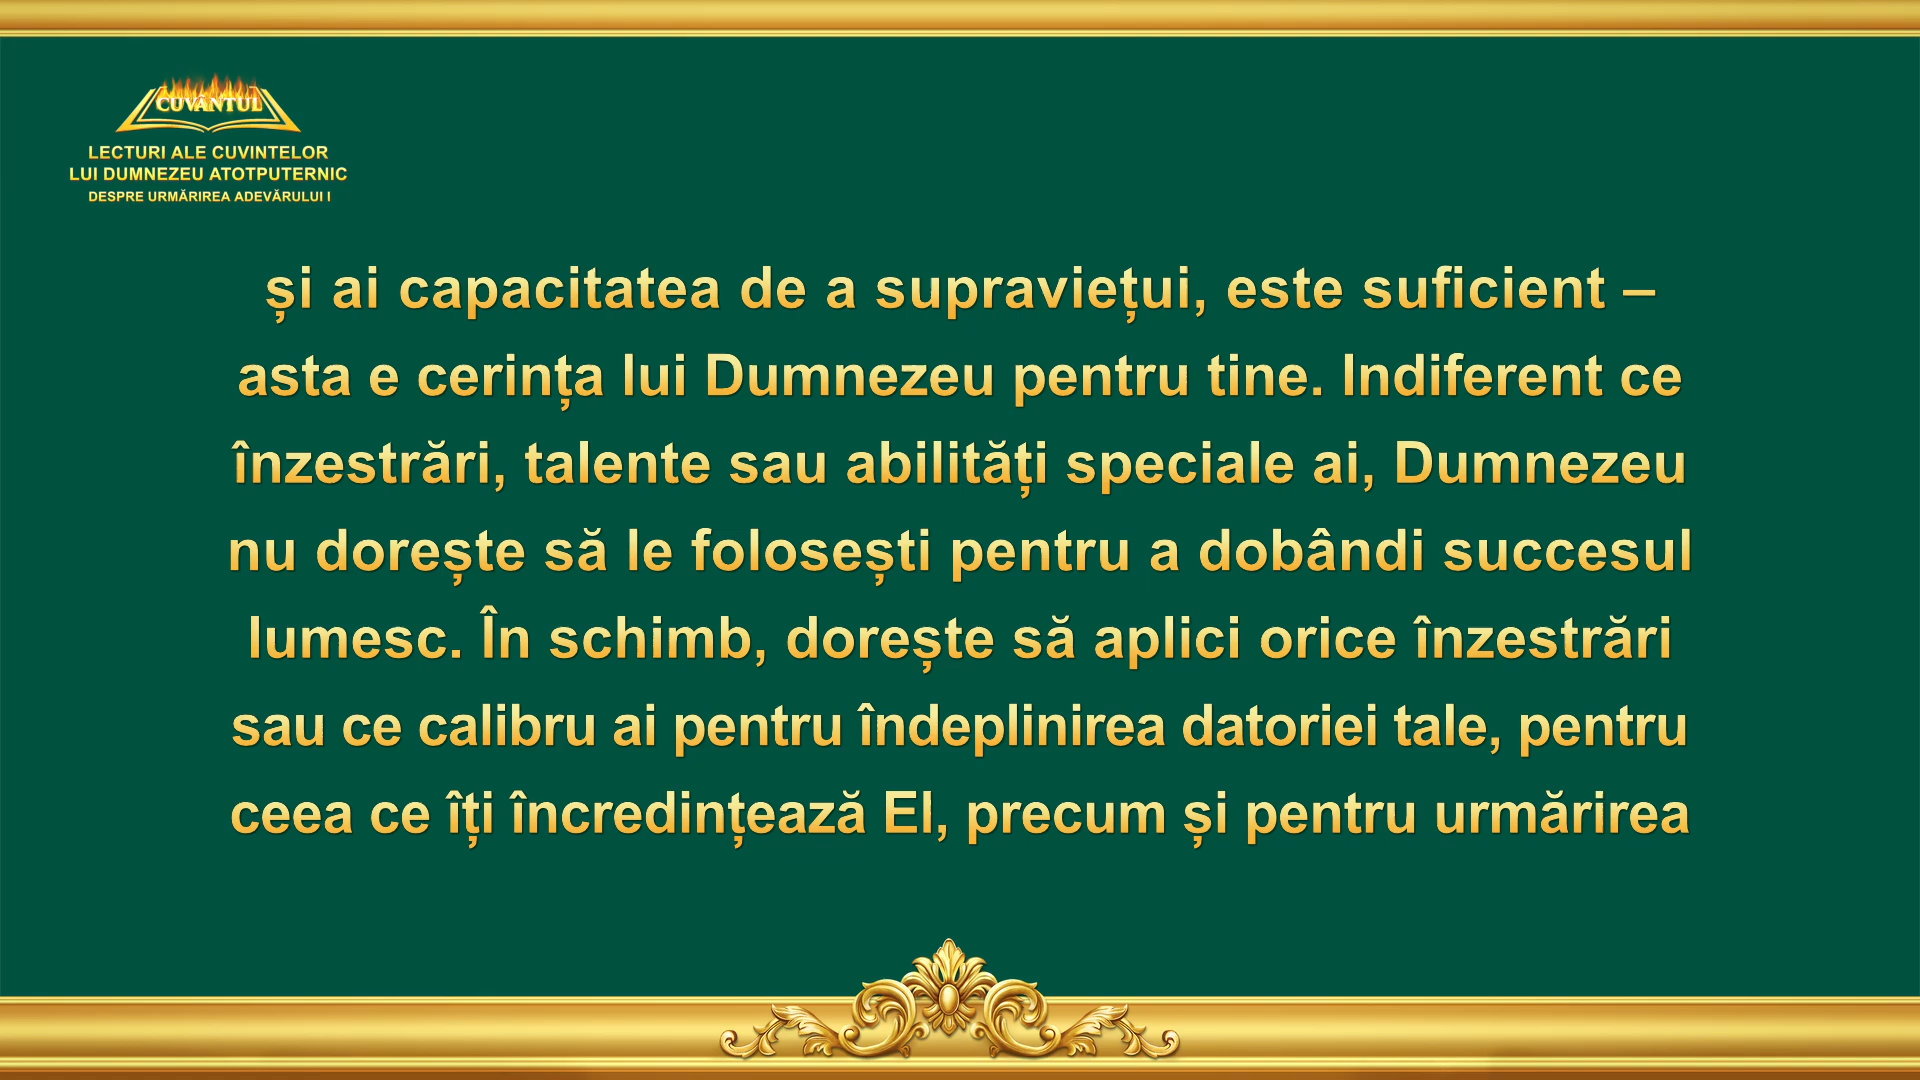 CUVÂNTUL
LECTURI ALE CUVINTELOR
LUI DUMNEZEU ATOTPUTERNIC
DESPRE URMĂRIREA ADEVĂRULUI I
și ai capacitatea de a supraviețui, este suficient –
asta e cerința lui Dumnezeu pentru tine. Indiferent ce
înzestrări, talente sau abilități speciale ai, Dumnezeu
nu dorește să le folosești pentru a dobândi succesul
lumesc. În schimb, dorește să aplici orice înzestrări
sau ce calibru ai pentru îndeplinirea datoriei tale, pentru
ceea ce îți încredințează El, precum și pentru urmărirea